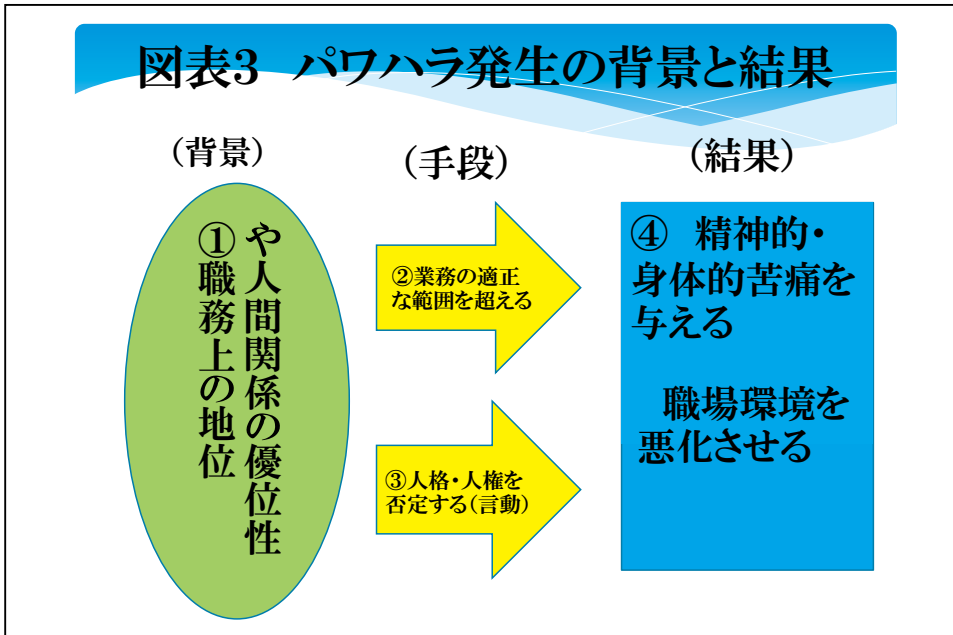 図表3 パワハラ発生の背景と結果
(背景)
(手段)
(結果)
①職務上の地位
や人間関係の優位性
②業務の適正
な範囲を超える
③人格・人権を
否定する(言動)
④ 精神的・
身体的苦痛を
与える
職場環境を
悪化させる